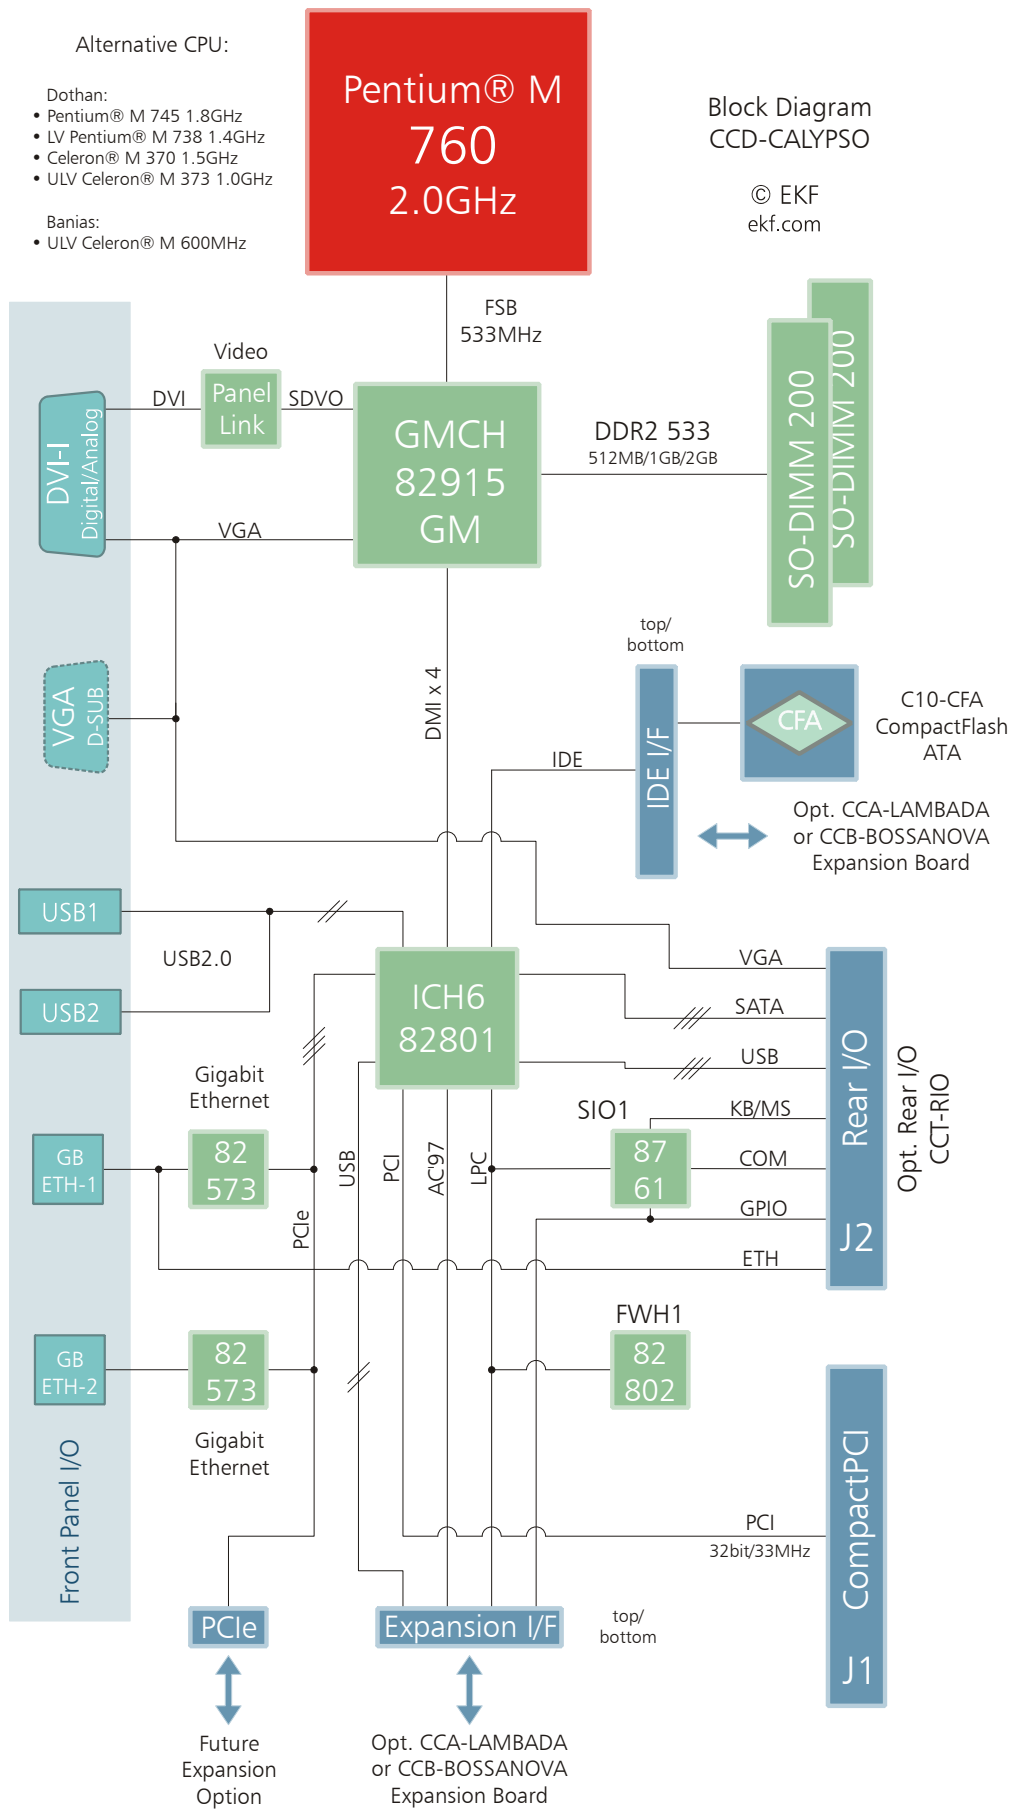 Alternative CPU:
Dothan:
• Pentium® M 745 1.8GHz
• LV Pentium® M 738 1.4GHz
• Celeron® M 370 1.5GHz
• ULV Celeron® M 373 1.0GHz
Banias:
• ULV Celeron® M 600MHz
Pentium® M
760
2.0GHz
Block Diagram
CCD-CALYPSO
© EKF
ekf.com
FSB
533MHz
Video
Panel
Link
DVI
SDVO
DVI-I
Digital/Analog
VGA
GMCH
82915
GM
DDR2 533
512MB/1GB/2GB
SO-DIMM 200
SO-DIMM 200
VGA
D-SUB
DMI x 4
top/
bottom
IDE
IDE I/F
CFA
C10-CFA
CompactFlash
ATA
Opt. CCA-LAMBADA
or CCB-BOSSANOVA
Expansion Board
USB1
USB2.0
USB2
ICH6
82801
VGA
SATA
USB
KB/MS
COM
GPIO
ETH
Rear I/O
J2
Opt. Rear I/O
CCT-RIO
Gigabit
Ethernet
GB
ETH-1
82
573
SIO1
87
61
PCIe
USB
PCI
AC'97
LPC
GB
ETH-2
82
573
Gigabit
Ethernet
FWH1
82
802
Front Panel I/O
PCI
32bit/33MHz
CompactPCI
J1
PCIe
Expansion I/F
top/
bottom
Future
Expansion
Option
Opt. CCA-LAMBADA
or CCB-BOSSANOVA
Expansion Board